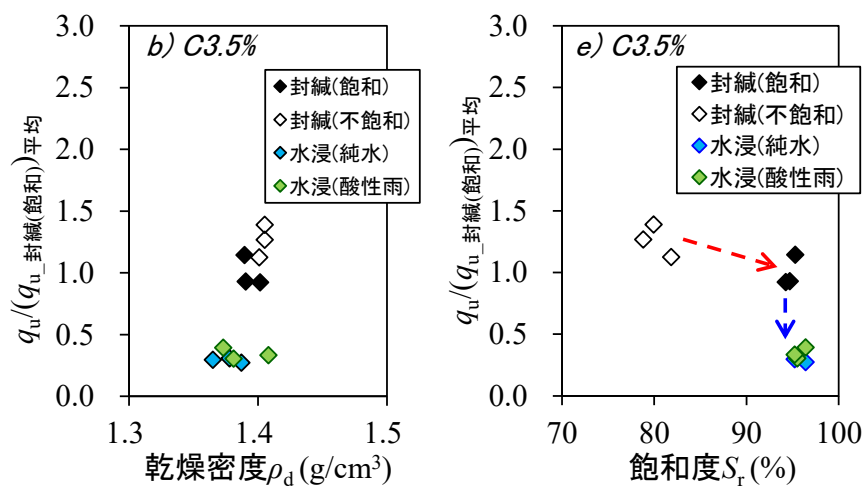 b) C3.5%
封緘(飽和)
封緘(不飽和)
水浸(純水)
水浸(酸性雨)
3.0
2.5
2.0
1.5
1.0
0.5
0.0
qu/(qu_封緘(飽和))平均
1.3
1.4
1.5
乾燥密度ρd (g/cm³)
e) C3.5%
封緘(飽和)
封緘(不飽和)
水浸(純水)
水浸(酸性雨)
3.0
2.5
2.0
1.5
1.0
0.5
0.0
qu/(qu_封緘(飽和))平均
70
80
90
100
飽和度Sr (%)